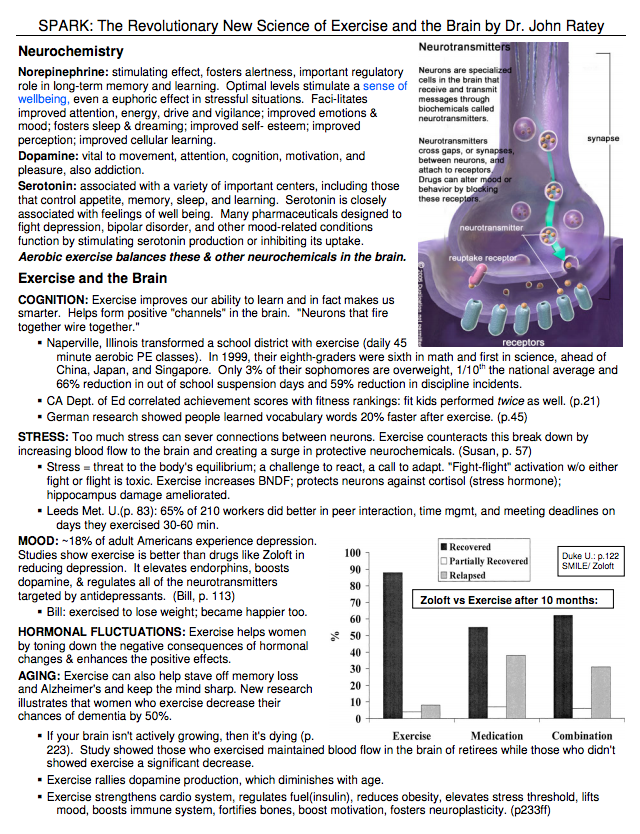 SPARK: The Revolutionary New Science of Exercise and the Brain by Dr. John Ratey
Neurochemistry
Norepinephrine: stimulating effect, fosters alertness, important regulatory
role in long-term memory and learning. Optimal levels stimulate a sense of
wellbeing, even a euphoric effect in stressful situations. Faci-litates
improved attention, energy, drive and vigilance; improved emotions &
mood; fosters sleep & dreaming; improved self- esteem; improved
perception; improved cellular learning.
Dopamine: vital to movement, attention, cognition, motivation, and
pleasure, also addiction.
Serotonin: associated with a variety of important centers, including those
that control appetite, memory, sleep, and learning. Serotonin is closely
associated with feelings of well being. Many pharmaceuticals designed to
fight depression, bipolar disorder, and other mood-related conditions
function by stimulating serotonin production or inhibiting its uptake.
Aerobic exercise balances these & other neurochemicals in the brain.
Neurotransmitters
Neurons are specialized
cells in the brain that
receive and transmit
messages through
biochemicals called
neurotransmitters.
Neurotransmitters
cross gaps, or synapses,
between neurons, and
attach to receptors.
Drugs can alter mood or
behavior by blocking
these receptors.
synapse
neurotransmitter
reuptake receptor
receptors
Exercise and the Brain
COGNITION: Exercise improves our ability to learn and in fact makes us
smarter. Helps form positive "channels" in the brain. "Neurons that fire
together wire together."
▪ Naperville, Illinois transformed a school district with exercise (daily 45
minute aerobic PE classes). In 1999, their eighth-graders were sixth in math and first in science, ahead of
China, Japan, and Singapore. Only 3% of their sophomores are overweight, 1/10th the national average and
66% reduction in out of school suspension days and 59% reduction in discipline incidents.
▪ CA Dept. of Ed correlated achievement scores with fitness rankings: fit kids performed twice as well. (p.21)
▪ German research showed people learned vocabulary words 20% faster after exercise. (p.45)
STRESS: Too much stress can sever connections between neurons. Exercise counteracts this break down by
increasing blood flow to the brain and creating a surge in protective neurochemicals. (Susan, p. 57)
▪ Stress = threat to the body's equilibrium; a challenge to react, a call to adapt. "Fight-flight" activation w/o either
fight or flight is toxic. Exercise increases BNDF; protects neurons against cortisol (stress hormone);
hippocampus damage ameliorated.
▪ Leeds Met. U.(p. 83): 65% of 210 workers did better in peer interaction, time mgmt, and meeting deadlines on
days they exercised 30-60 min.
MOOD: ~18% of adult Americans experience depression.
Studies show exercise is better than drugs like Zoloft in
reducing depression. It elevates endorphins, boosts
dopamine, & regulates all of the neurotransmitters
targeted by antidepressants. (Bill, p. 113)
▪ Bill: exercised to lose weight; became happier too.
HORMONAL FLUCTUATIONS: Exercise helps women
by toning down the negative consequences of hormonal
changes & enhances the positive effects.
AGING: Exercise can also help stave off memory loss
and Alzheimer's and keep the mind sharp. New research
illustrates that women who exercise decrease their
chances of dementia by 50%.
Recovered
Partially Recovered
Relapsed
Duke U.: p.122
SMILE/ Zoloft
Zoloft vs Exercise after 10 months:
%
100
90
80
70
60
50
40
30
20
10
0
Exercise Medication Combination
▪ If your brain isn't actively growing, then it's dying (p.
223). Study showed those who exercised maintained blood flow in the brain of retirees while those who didn't
showed exercise a significant decrease.
▪ Exercise rallies dopamine production, which diminishes with age.
▪ Exercise strengthens cardio system, regulates fuel(insulin), reduces obesity, elevates stress threshold, lifts
mood, boosts immune system, fortifies bones, boost motivation, fosters neuroplasticity. (p233ff)